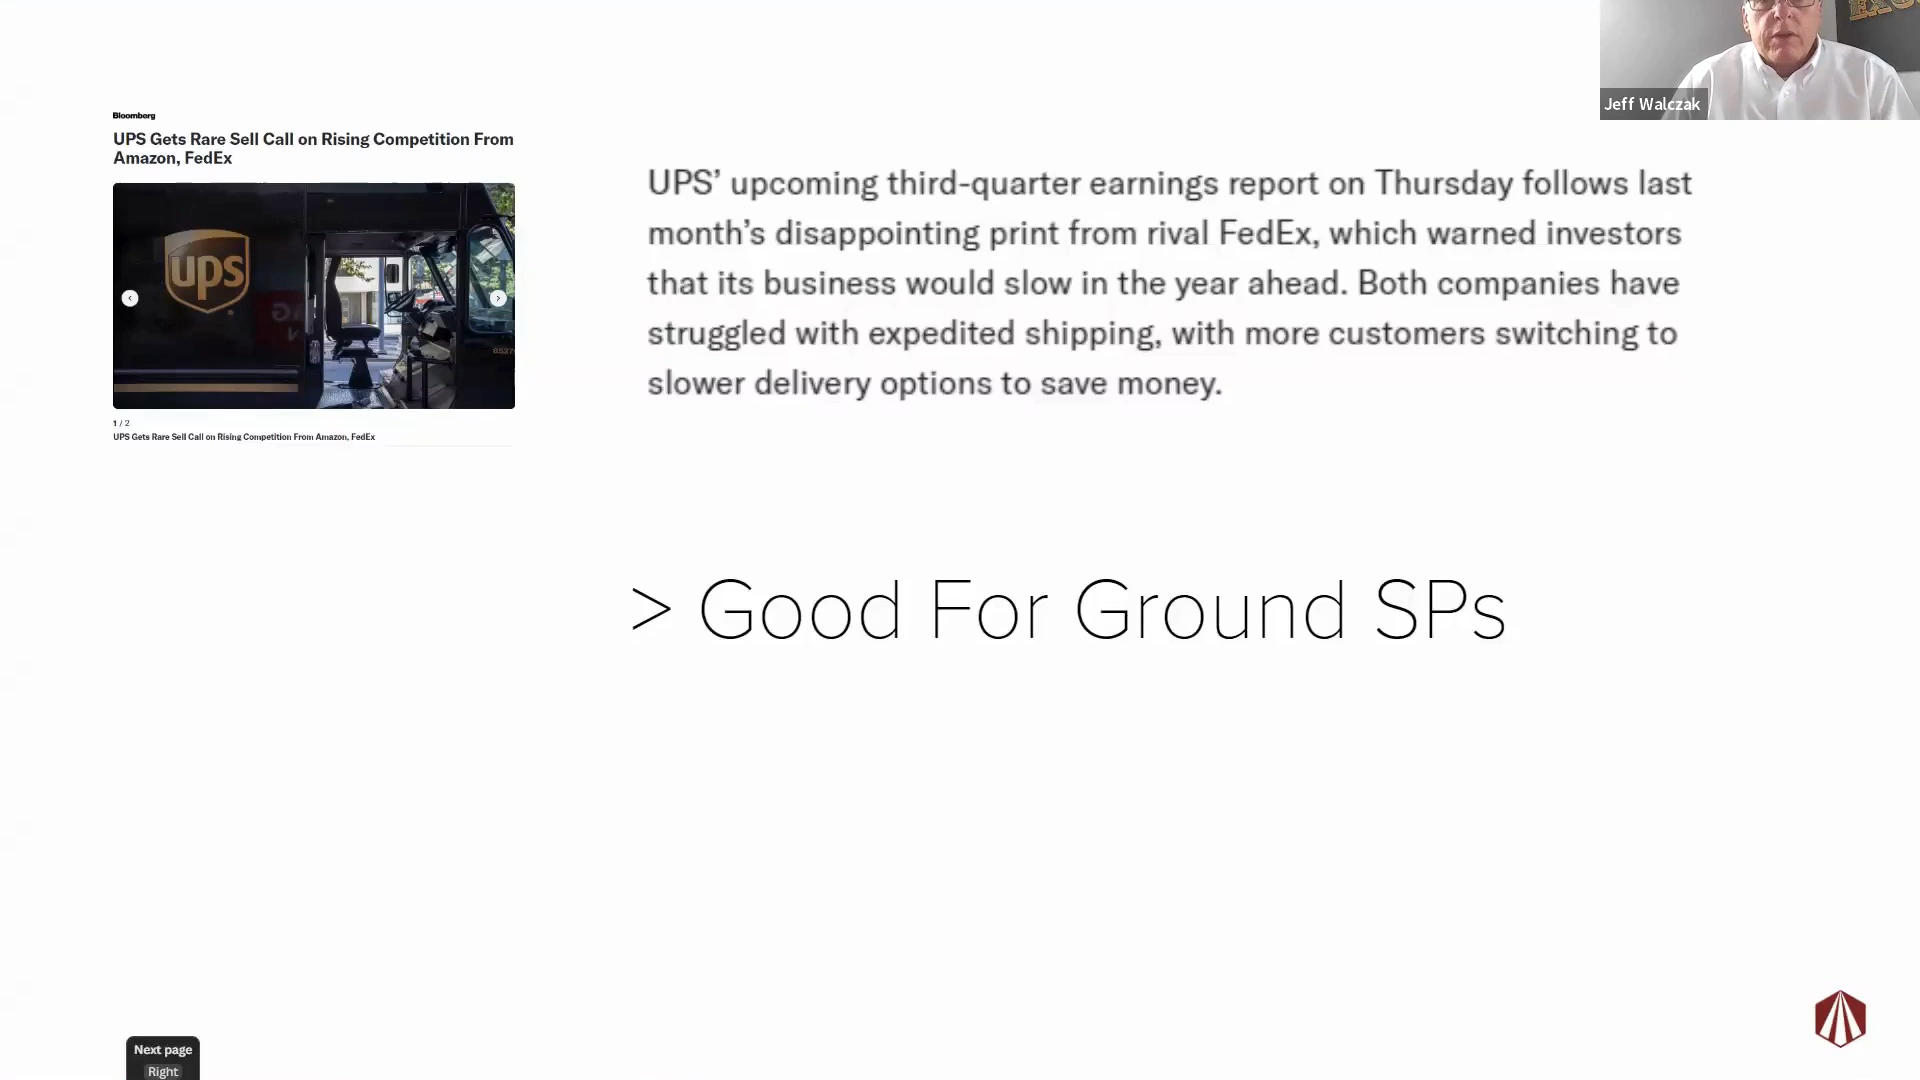 Jeff Walczak
Bloomberg
UPS Gets Rare Sell Call on Rising Competition From
Amazon, FedEx
ups
1 / 2
UPS Gets Rare Sell Call on Rising Competition From Amazon, FedEx
UPS’ upcoming third-quarter earnings report on Thursday follows last
month’s disappointing print from rival FedEx, which warned investors
that its business would slow in the year ahead. Both companies have
struggled with expedited shipping, with more customers switching to
slower delivery options to save money.
> Good For Ground SPs
Next page
Right